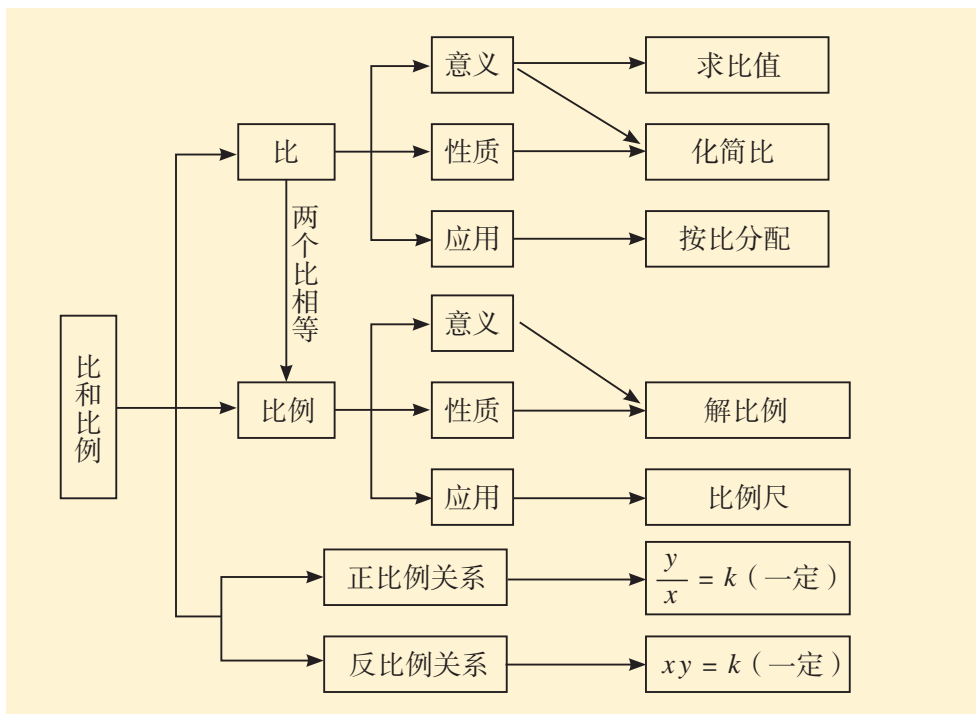 比和比例
比
两个比相等
比例
意义
求比值
性质
化简比
应用
按比分配
意义
性质
解比例
应用
比例尺
正比例关系
y/x = k（一定）
反比例关系
xy = k（一定）